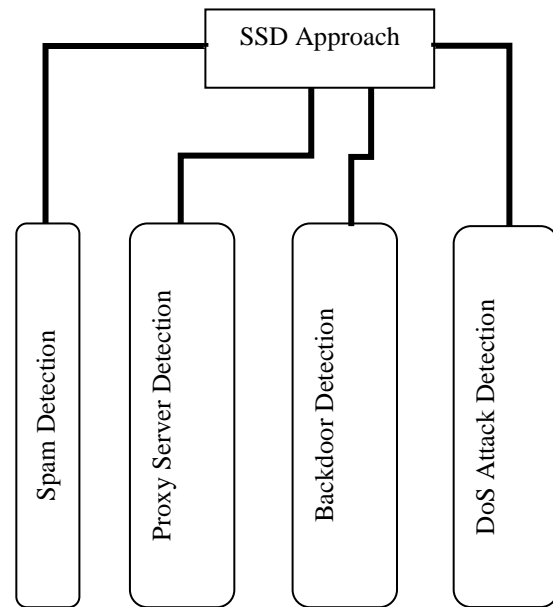 SSD Approach
Spam Detection
Proxy Server Detection
Backdoor Detection
DoS Attack Detection